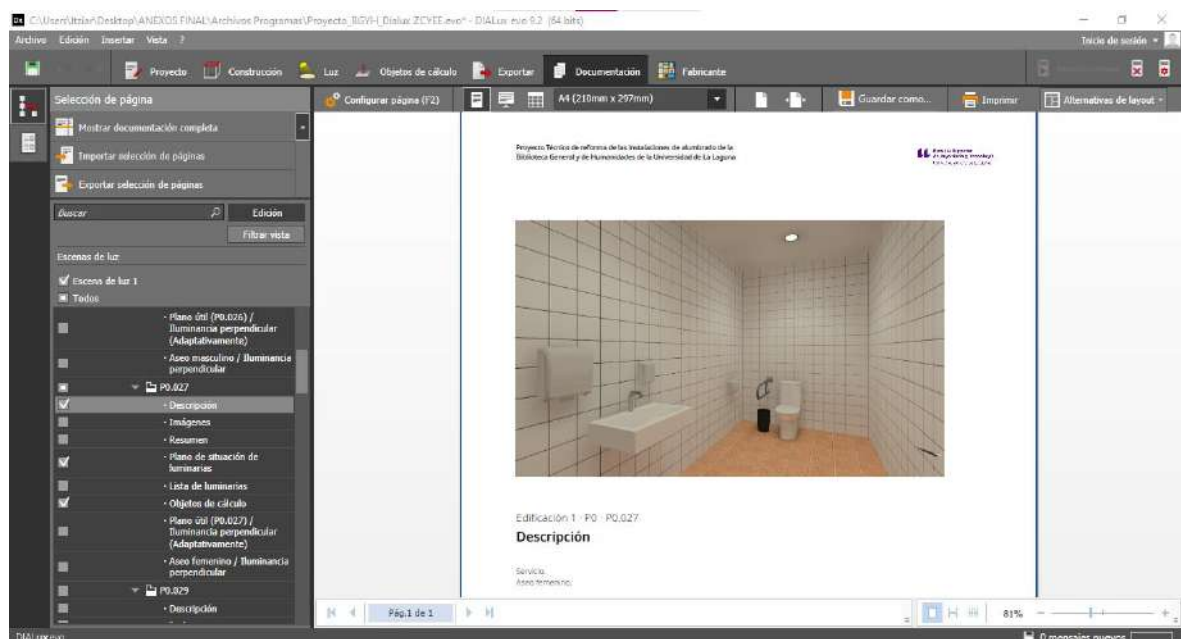 C:\Users\Itziar\Desktop\ANEXOS FINAL\Archivos Programas\Proyecto_BGYH_Dialux ZCYEE.evo* - DIALux evo 9.2 (64 bits)
Archivo Edición Insertar Vista ?
Inicio de sesión
Proyecto Construcción Luz Objetos de cálculo Exportar Documentación Fabricante
Selección de página
Configurar página (F2) A4 (210mm x 297mm) Guardar como... Imprimir Alternativas de layout
Mostrar documentación completa
Importar selección de páginas
Exportar selección de páginas
Buscar Edición
Filtrar vista
Escenas de luz
Escena de luz 1
Todos
· Plano útil (P0.026) /
Iluminancia perpendicular
(Adaptativamente)
· Aseo masculino / Iluminancia
perpendicular
P0.027
· Descripción
· Imágenes
· Resumen
· Plano de situación de
luminarias
· Lista de luminarias
· Objetos de cálculo
· Plano útil (P0.027) /
Iluminancia perpendicular
(Adaptativamente)
· Aseo femenino / Iluminancia
perpendicular
P0.029
· Descripción
Proyecto Técnico de reforma de las instalaciones de alumbrado de la
Biblioteca General y de Humanidades de la Universidad de La Laguna
Edificación 1 · P0 · P0.027
Descripción
Servicio.
Aseo femenino.
Pág.1 de 1
81%
DIALux evo
0 mensajes nuevos